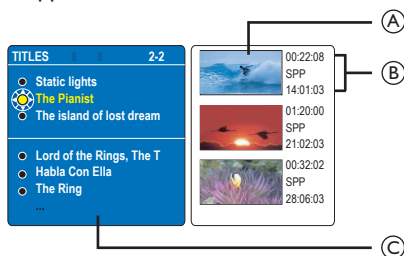 A
TITLES 2-2
Static lights
The Pianist
The island of lost dream
Lord of the Rings, The T
Habla Con Ella
The Ring
...
00:22:08
SPP
14:01:03
01:20:00
SPP
21:02:03
00:32:02
SPP
28:06:03
B
C